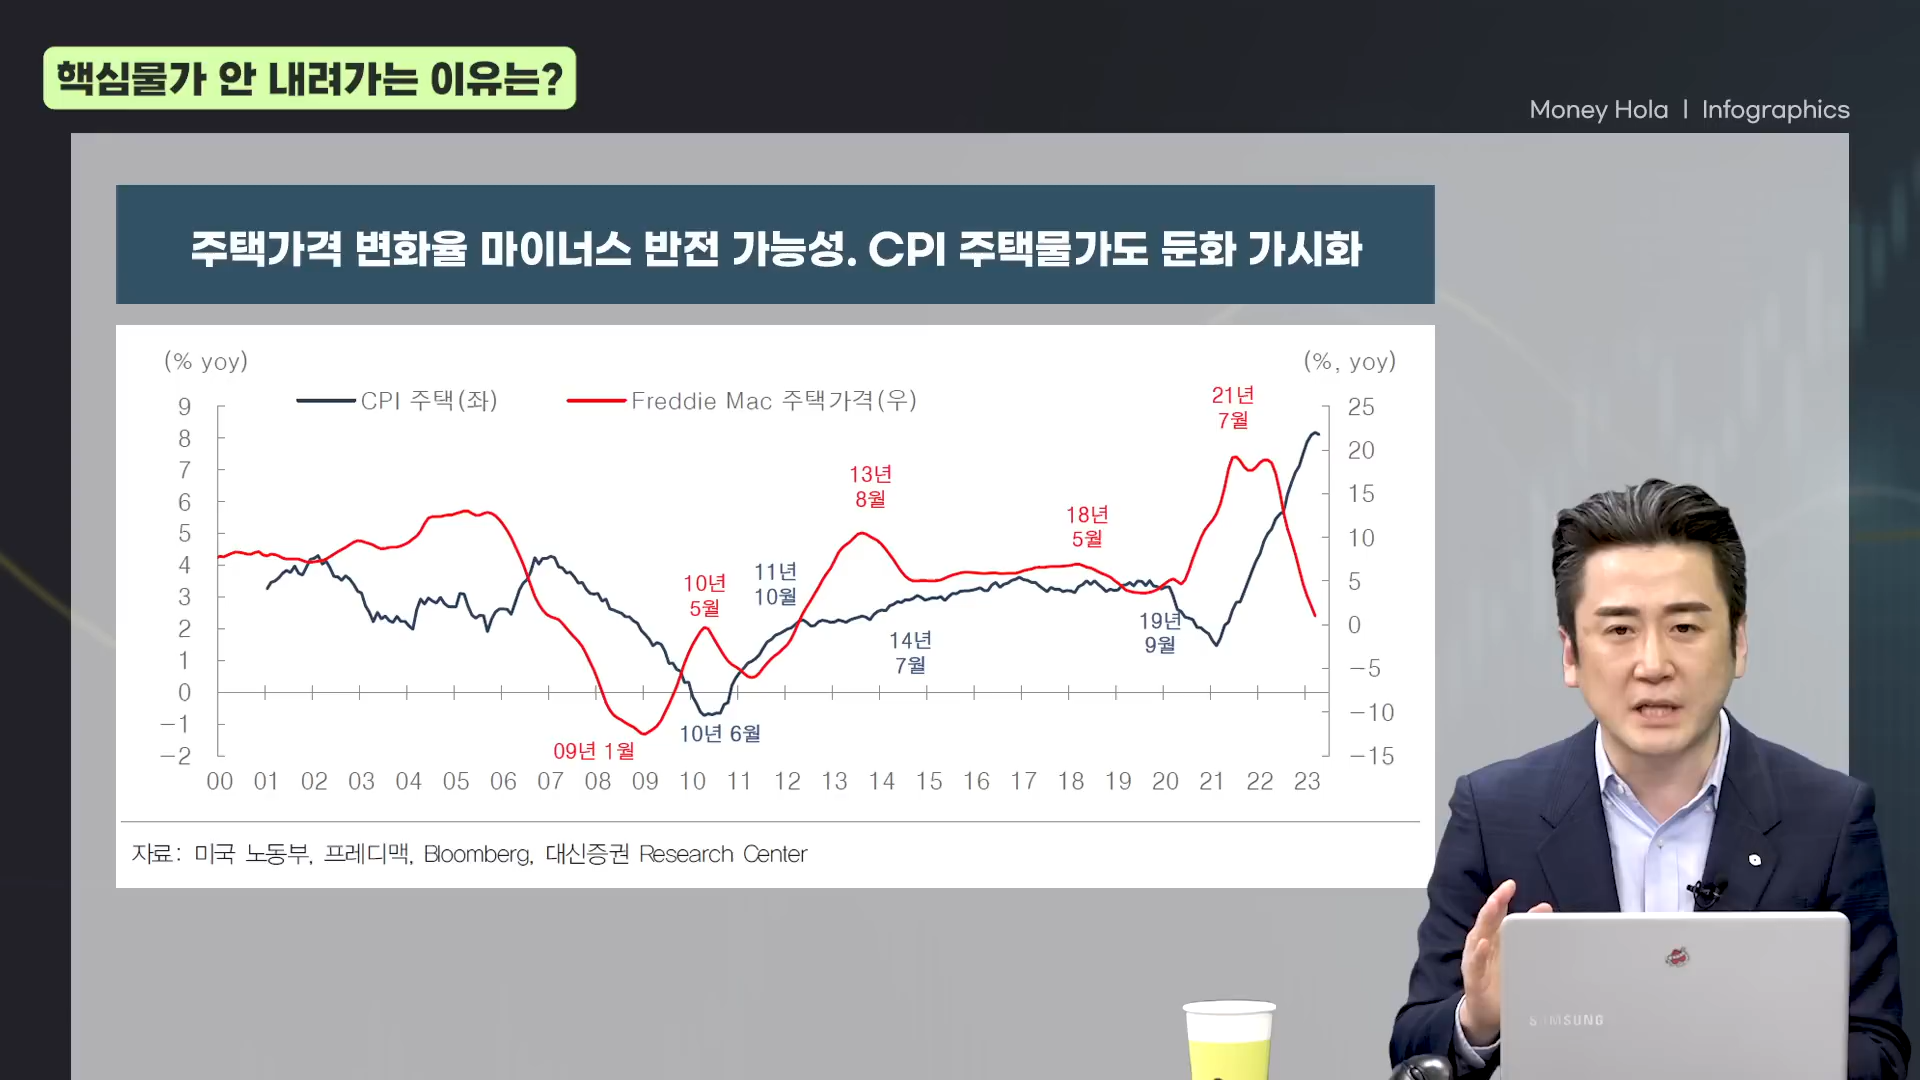 핵심물가 안 내려가는 이유는?
Money Hola | Infographics
주택가격 변화율 마이너스 반전 가능성. CPI 주택물가도 둔화 가시화
(% yoy)
(%, yoy)
CPI 주택(좌)
Freddie Mac 주택가격(우)
9
8
7
6
5
4
3
2
1
0
-1
-2
25
20
15
10
5
0
-5
-10
-15
21년
7월
13년
8월
18년
5월
10년
5월
11년
10월
14년
7월
19년
9월
10년 6월
09년 1월
00 01 02 03 04 05 06 07 08 09 10 11 12 13 14 15 16 17 18 19 20 21 22 23
자료: 미국 노동부, 프레디맥, Bloomberg, 대신증권 Research Center
SAMSUNG